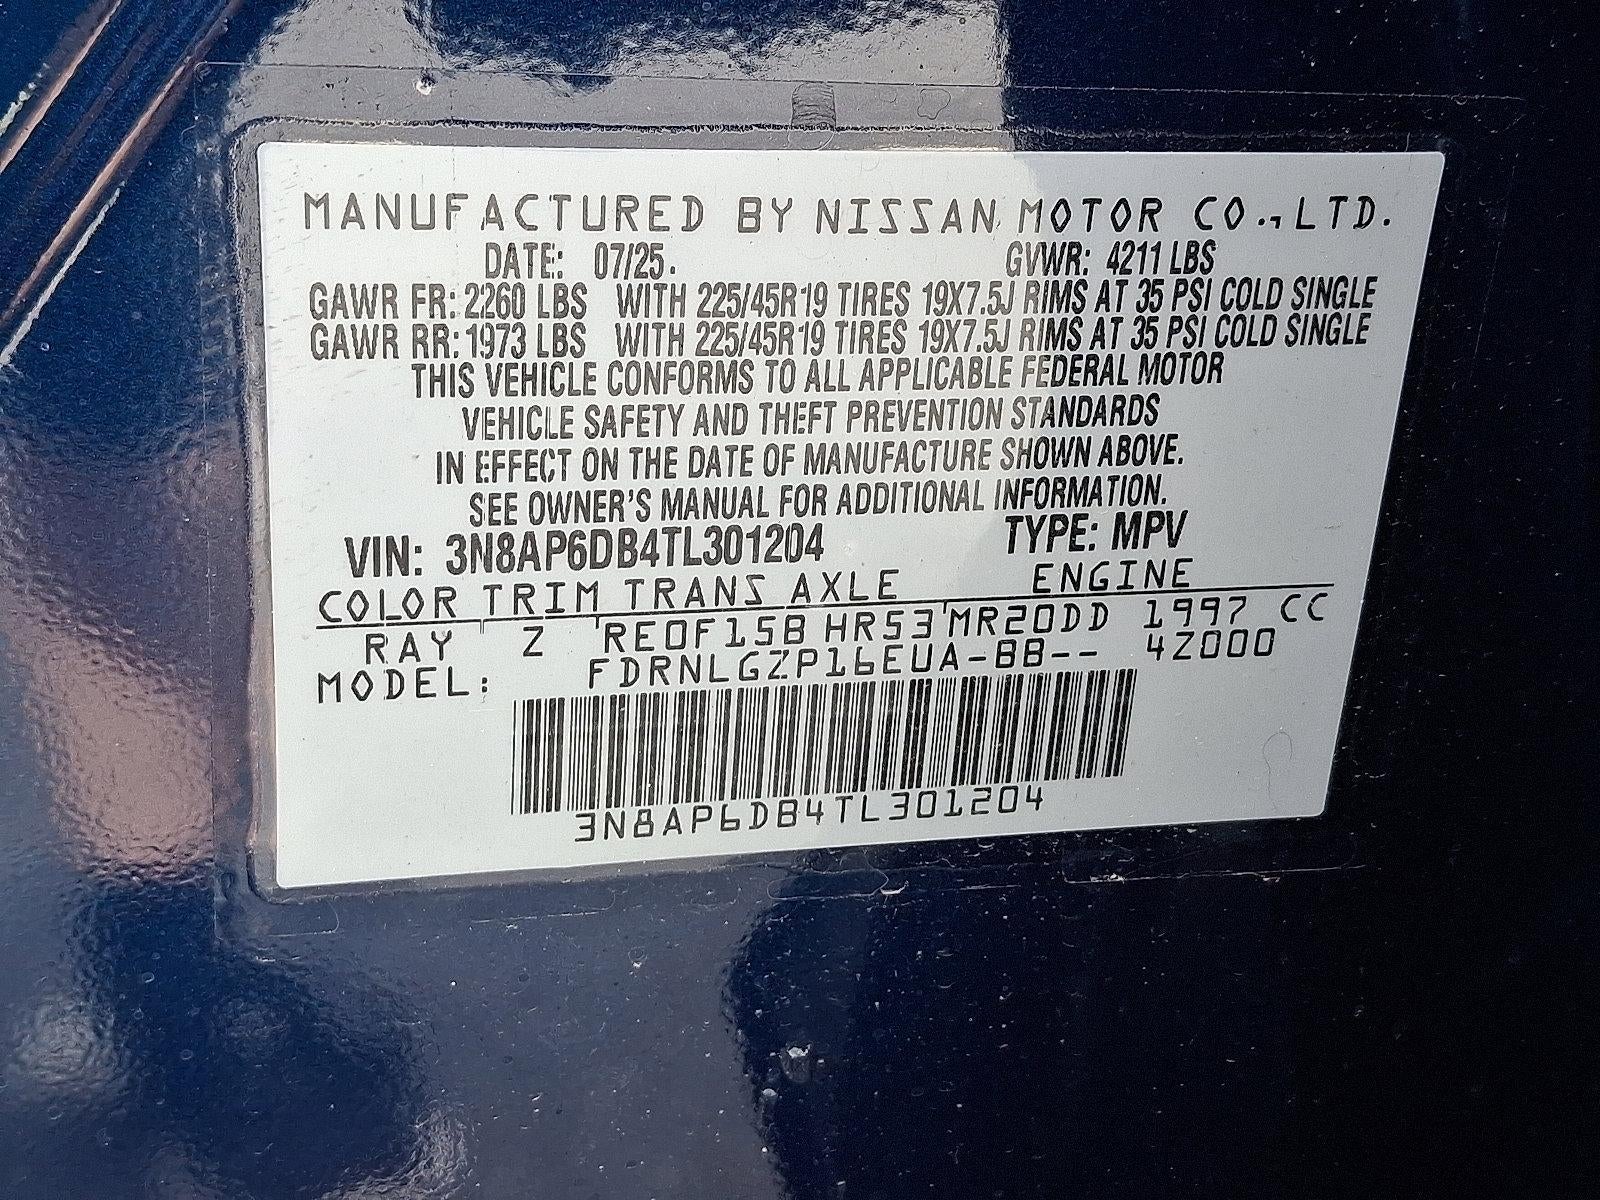 MANUFACTURED BY NISSAN MOTOR CO., LTD.
DATE: 07/25. GVWR: 4211 LBS
GAWR FR: 2260 LBS WITH 225/45R19 TIRES 19X7.5J RIMS AT 35 PSI COLD SINGLE
GAWR RR: 1973 LBS WITH 225/45R19 TIRES 19X7.5J RIMS AT 35 PSI COLD SINGLE
THIS VEHICLE CONFORMS TO ALL APPLICABLE FEDERAL MOTOR
VEHICLE SAFETY AND THEFT PREVENTION STANDARDS
IN EFFECT ON THE DATE OF MANUFACTURE SHOWN ABOVE.
SEE OWNER'S MANUAL FOR ADDITIONAL INFORMATION.
VIN: 3N8AP6DB4TL301204 TYPE: MPV
COLOR TRIM TRANS AXLE ENGINE
RAY Z RE0F15B HR53 MR20DD 1997 CC
MODEL: FDRNLGZP16EUA-BB-- 4Z000
3N8AP6DB4TL301204